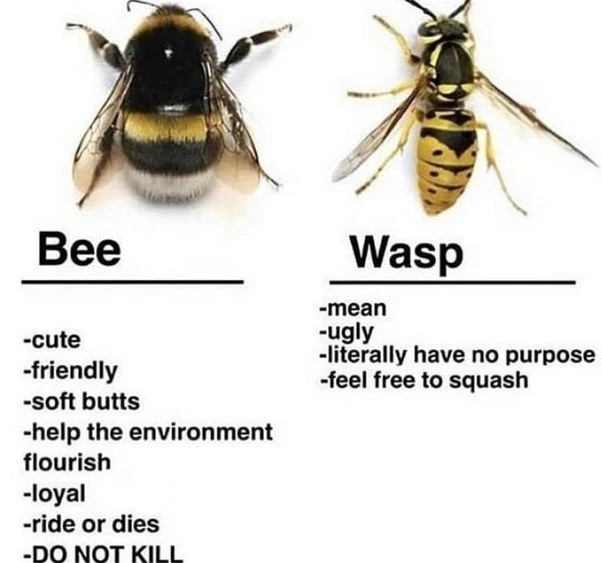 Bee
-cute
-friendly
-soft butts
-help the environment
flourish
-loyal
-ride or dies
-DO NOT KILL
Wasp
-mean
-ugly
-literally have no purpose
-feel free to squash